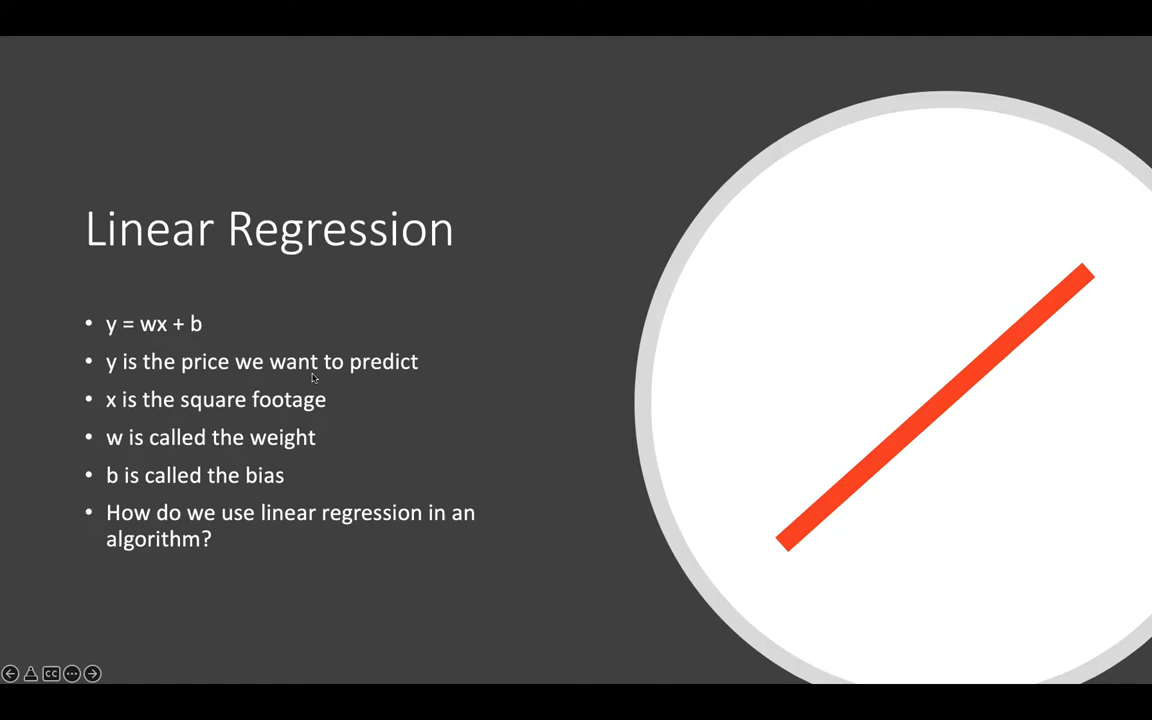 Linear Regression
• y = wx + b
• y is the price we want to predict
• x is the square footage
• w is called the weight
• b is called the bias
• How do we use linear regression in an
algorithm?
CC